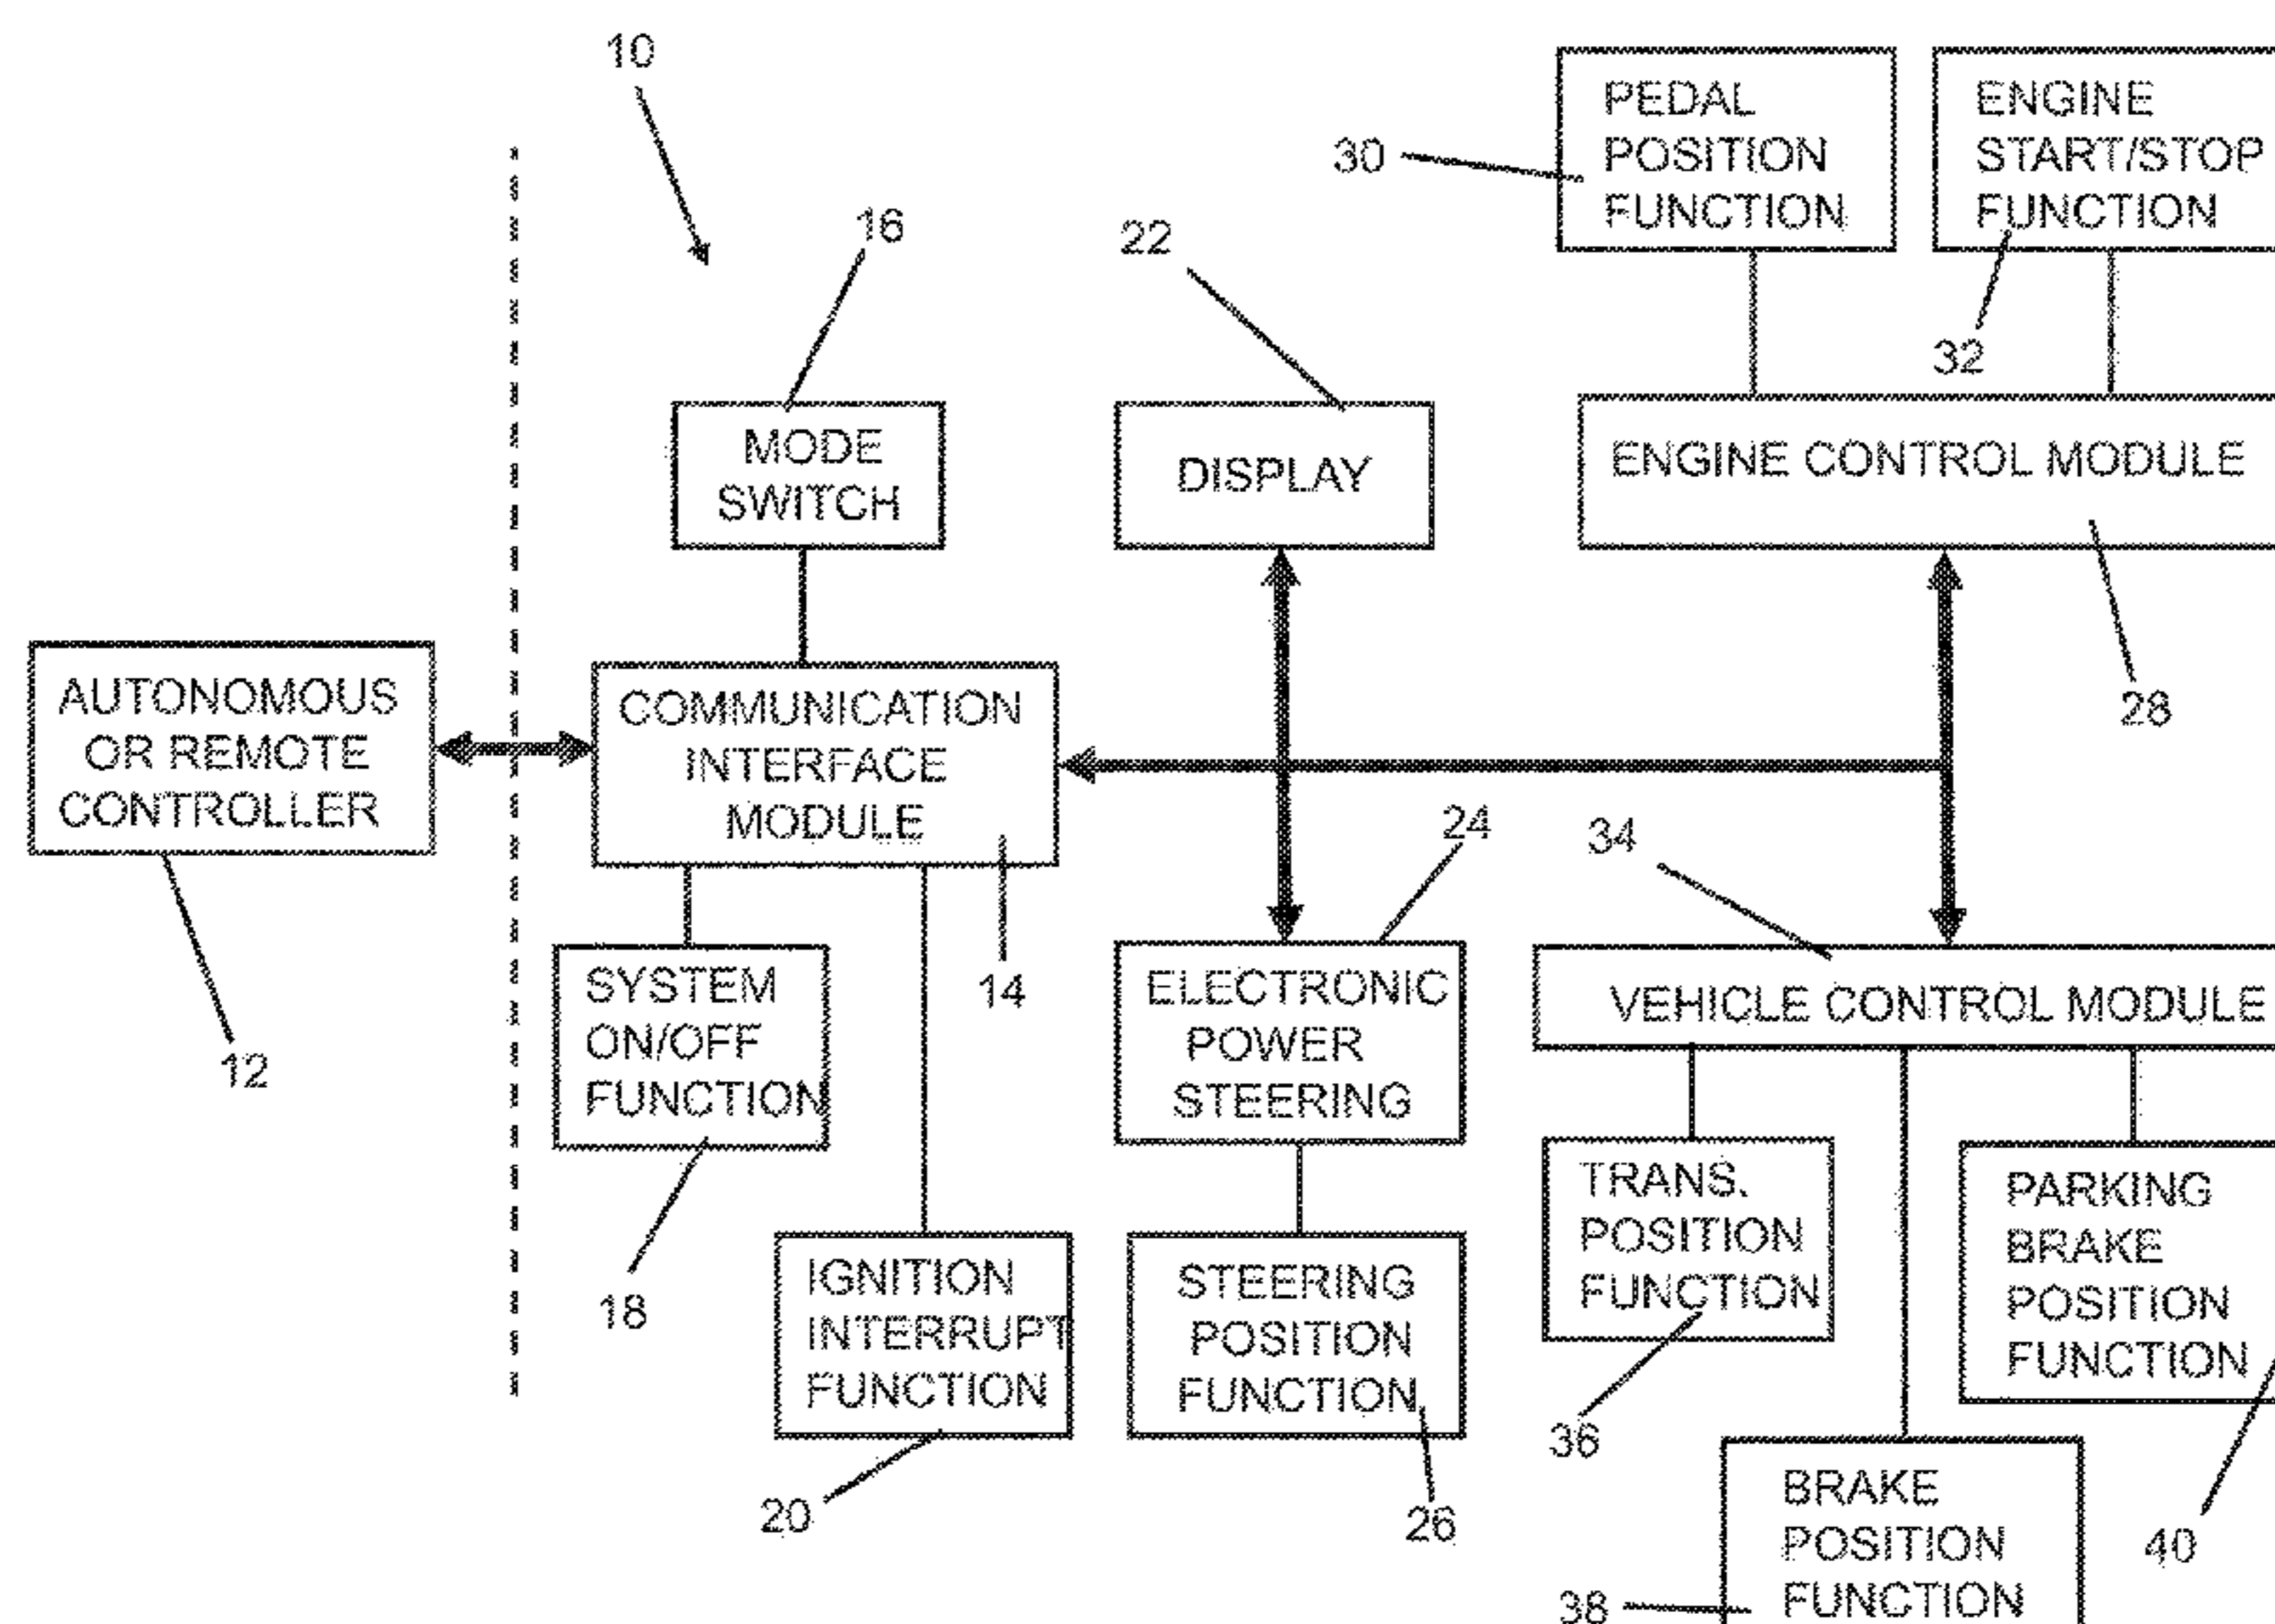 10
PEDAL
POSITION
FUNCTION
30
ENGINE
START/STOP
FUNCTION
32
16
22
MODE
SWITCH
DISPLAY
ENGINE CONTROL MODULE
28
AUTONOMOUS
OR REMOTE
CONTROLLER
12
COMMUNICATION
INTERFACE
MODULE
14
24
34
SYSTEM
ON/OFF
FUNCTION
18
ELECTRONIC
POWER
STEERING
VEHICLE CONTROL MODULE
IGNITION
INTERRUPT
FUNCTION
20
STEERING
POSITION
FUNCTION
26
TRANS.
POSITION
FUNCTION
36
PARKING
BRAKE
POSITION
FUNCTION
40
BRAKE
POSITION
FUNCTION
38